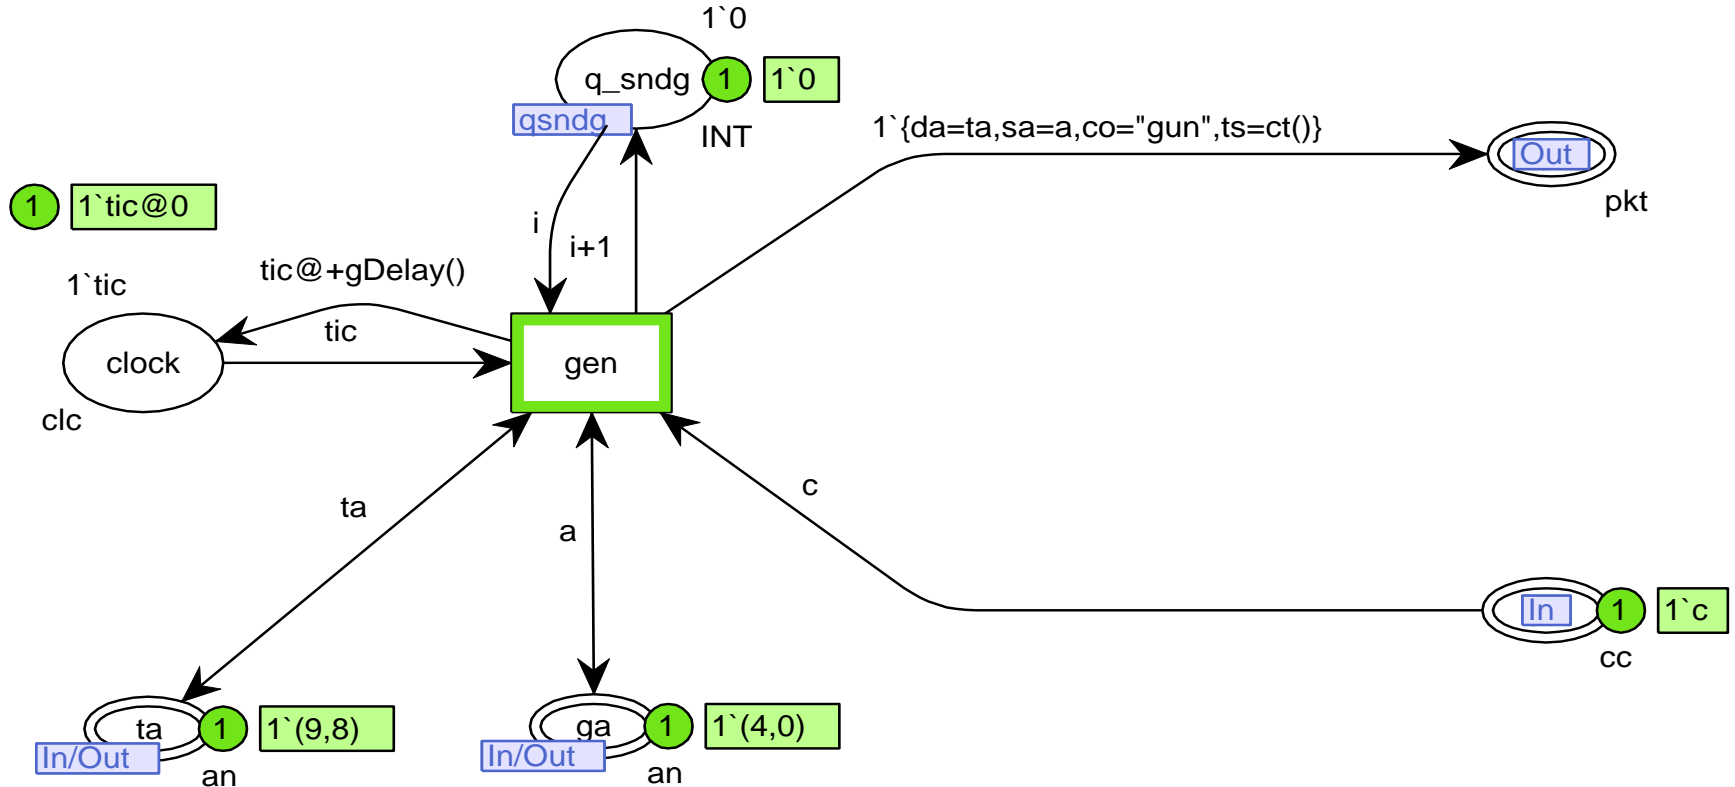 1`0
q_sndg
1
1`0
qsndg
INT
1`{da=ta,sa=a,co="gun",ts=ct()}
Out
pkt
1
1`tic@0
i
i+1
tic@+gDelay()
1`tic
tic
clock
gen
clc
c
ta
a
In
1
1`c
cc
ta
1
1`(9,8)
In/Out
an
ga
1
1`(4,0)
In/Out
an